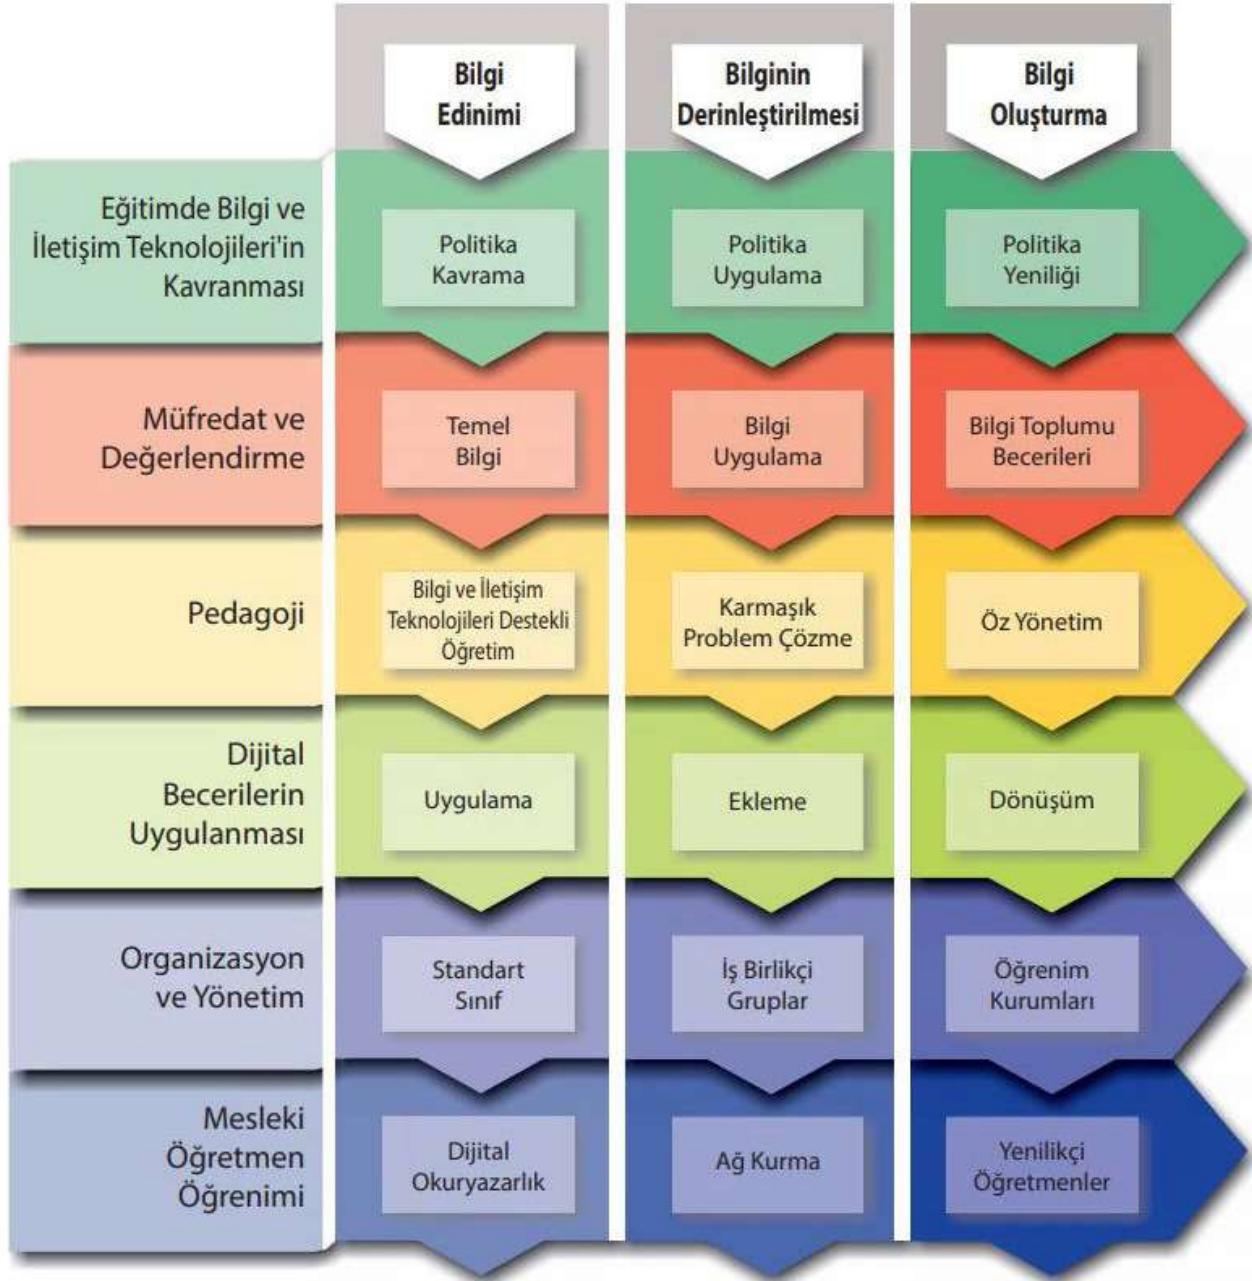 Bilgi
Edinimi
Bilginin
Derinleştirilmesi
Bilgi
Oluşturma
Eğitimde Bilgi ve
İletişim Teknolojileri'in
Kavranması
Politika
Kavrama
Politika
Uygulama
Politika
Yeniliği
Müfredat ve
Değerlendirme
Temel
Bilgi
Bilgi
Uygulama
Bilgi Toplumu
Becerileri
Pedagoji
Bilgi ve İletişim
Teknolojileri Destekli
Öğretim
Karmaşık
Problem Çözme
Öz Yönetim
Dijital
Becerilerin
Uygulanması
Uygulama
Ekleme
Dönüşüm
Organizasyon
ve Yönetim
Standart
Sınıf
İş Birlikçi
Gruplar
Öğrenim
Kurumları
Mesleki
Öğretmen
Öğrenimi
Dijital
Okuryazarlık
Ağ Kurma
Yenilikçi
Öğretmenler